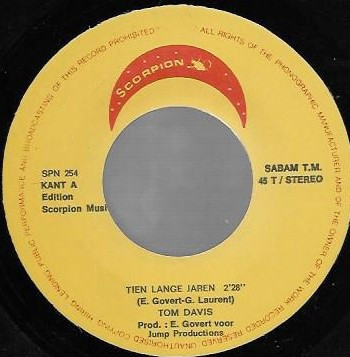 ALL RIGHTS OF THE PHONOGRAPHIC MANUFACTURER AND OF THE OWNER OF THE WORK RECORDED RESERVED
COPYING HIRING LENDING PUBLIC PERFORMANCE AND BROADCASTING OF THIS RECORD PROHIBITED
SCORPION
SPN 254
KANT A
Edition
Scorpion Musi
SABAM T.M.
45 T / STEREO
TIEN LANGE JAREN 2'28"
(E. Govert-G. Laurent)
TOM DAVIS
Prod. : E. Govert voor
Jump Productions